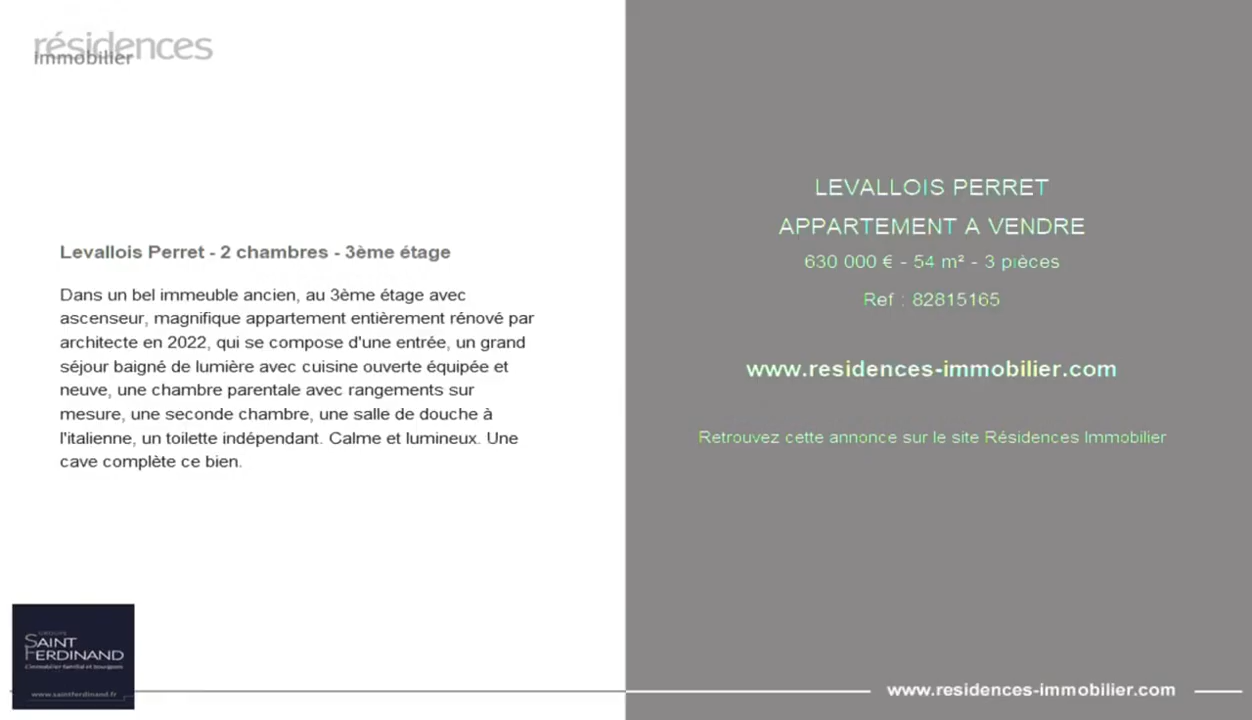 résidences
immobilier
Levallois Perret - 2 chambres - 3ème étage
Dans un bel immeuble ancien, au 3ème étage avec
ascenseur, magnifique appartement entièrement rénové par
architecte en 2022, qui se compose d'une entrée, un grand
séjour baigné de lumière avec cuisine ouverte équipée et
neuve, une chambre parentale avec rangements sur
mesure, une seconde chambre, une salle de douche à
l'italienne, un toilette indépendant. Calme et lumineux. Une
cave complète ce bien.
GROUPE
SAINT
FERDINAND
L'immobilier familial et bourgeois
www.saintferdinand.fr
LEVALLOIS PERRET
APPARTEMENT A VENDRE
630 000 € - 54 m² - 3 pièces
Ref : 82815165
www.residences-immobilier.com
Retrouvez cette annonce sur le site Résidences Immobilier
www.residences-immobilier.com